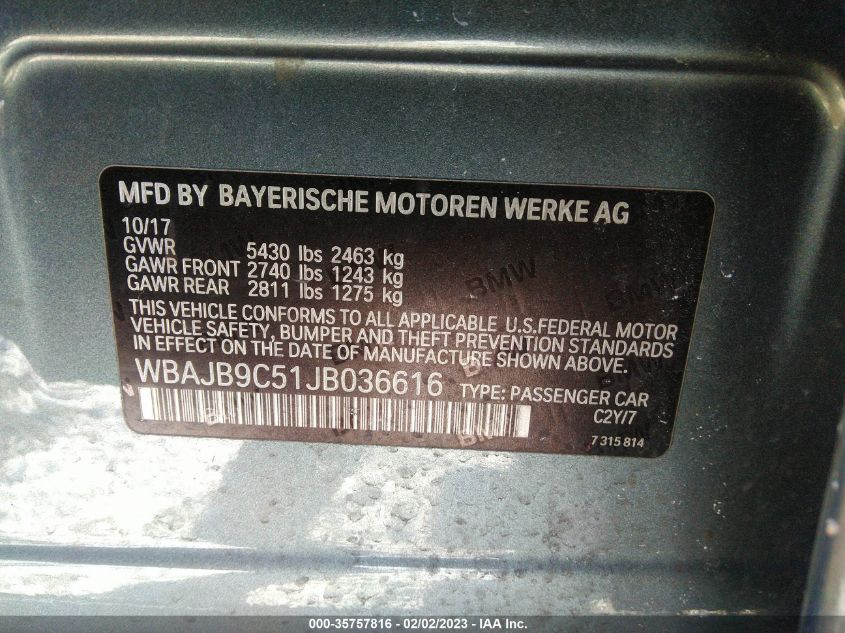 MFD BY BAYERISCHE MOTOREN WERKE AG
10/17
GVWR 5430 lbs 2463 kg
GAWR FRONT 2740 lbs 1243 kg
GAWR REAR 2811 lbs 1275 kg
THIS VEHICLE CONFORMS TO ALL APPLICABLE U.S.FEDERAL MOTOR
VEHICLE SAFETY, BUMPER AND THEFT PREVENTION STANDARDS
IN EFFECT ON THE DATE OF MANUFACTURE SHOWN ABOVE.
WBAJB9C51JB036616 TYPE: PASSENGER CAR
C2Y/7
7 315 814
BMW
BMW
BMW
000-35757816 - 02/02/2023 - IAA Inc.